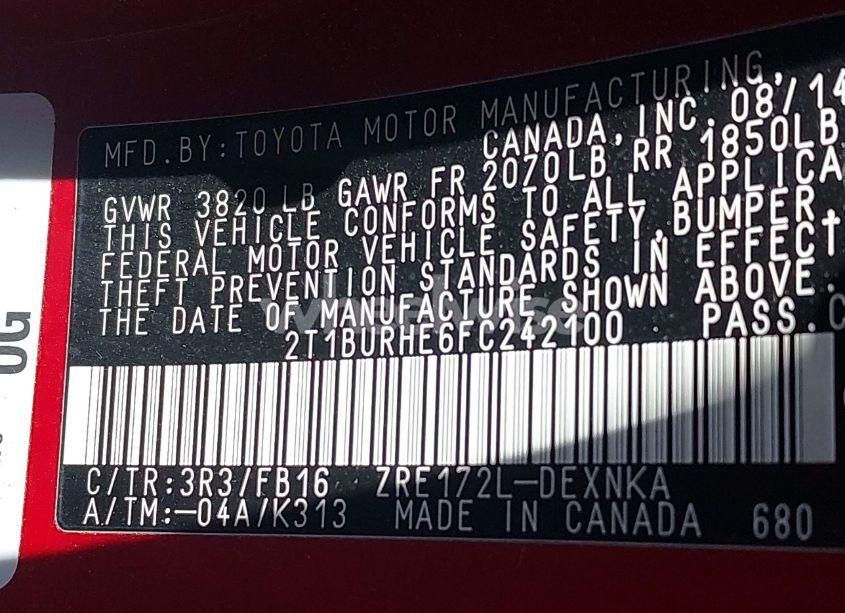 MFD.BY:TOYOTA MOTOR MANUFACTURING,
CANADA,INC. 08/14
GVWR 3820 LB GAWR FR 2070LB RR 1850LB
THIS VEHICLE CONFORMS TO ALL APPLICA
FEDERAL MOTOR VEHICLE SAFETY,BUMPER,
THEFT PREVENTION STANDARDS IN EFFECT
THE DATE OF MANUFACTURE SHOWN ABOVE.
2T1BURHE6FC242100 PASS.C
C/TR:3R3/FB16 ZRE172L-DEXNKA
A/TM:-04A/K313 MADE IN CANADA 680
OG